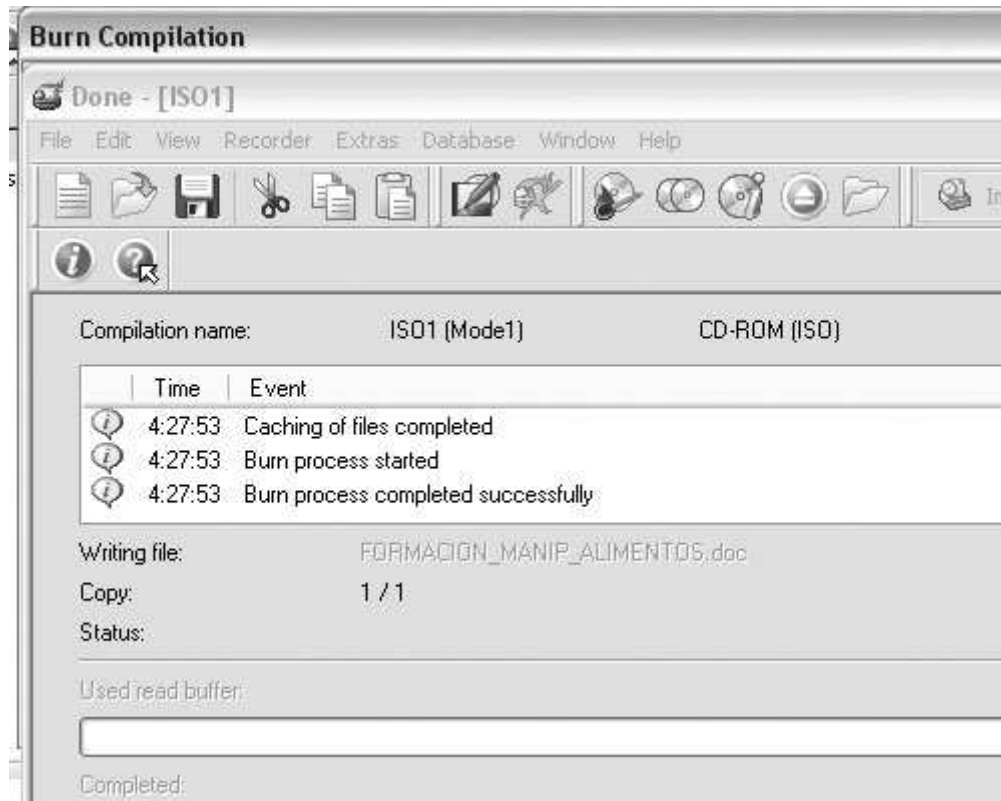 Burn Compilation
Done - [ISO1]
File Edit View Recorder Extras Database Window Help
Compilation name: ISO1 (Mode1) CD-ROM (ISO)
Time Event
4:27:53 Caching of files completed
4:27:53 Burn process started
4:27:53 Burn process completed successfully
Writing file: FORMACION_MANIP_ALIMENTOS.doc
Copy: 1 / 1
Status:
Used read buffer:
Completed: